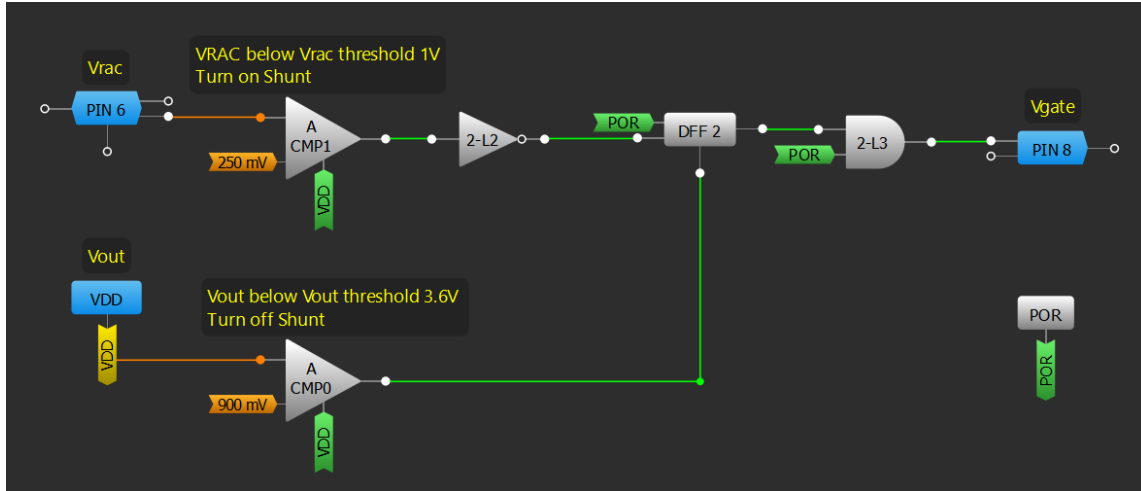 Vrac
PIN 6
VRAC below Vrac threshold 1V
Turn on Shunt
A
CMP1
250 mV
VDD
2-L2
POR
DFF 2
POR
2-L3
Vgate
PIN 8
Vout
VDD
VDD
Vout below Vout threshold 3.6V
Turn off Shunt
A
CMP0
900 mV
VDD
POR
POR